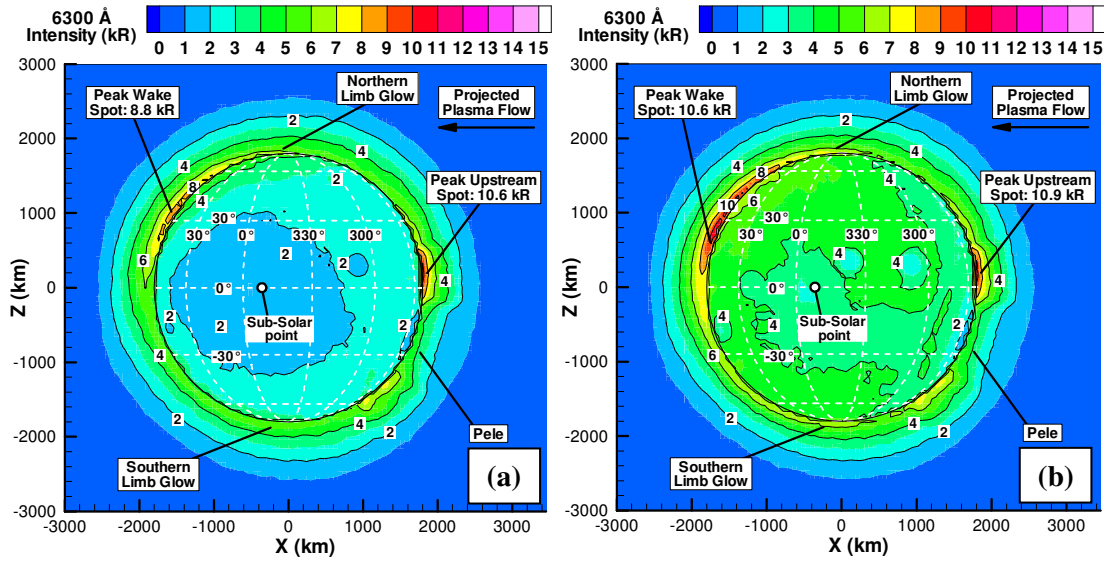 6300 Å
Intensity (kR)
0 1 2 3 4 5 6 7 8 9 10 11 12 13 14 15
3000
2000
1000
0
-1000
-2000
-3000
Z (km)
-3000 -2000 -1000 0 1000 2000 3000
X (km)
Peak Wake
Spot: 8.8 kR
Northern
Limb Glow
Projected
Plasma Flow
2
4
4
8
2
4
Peak Upstream
Spot: 10.6 kR
30°
30° 0° 330° 300°
6
2
2
4
0°
Sub-Solar
point
2
2
4
-30°
2
4
2
Pele
Southern
Limb Glow
(a)
6300 Å
Intensity (kR)
0 1 2 3 4 5 6 7 8 9 10 11 12 13 14 15
3000
2000
1000
0
-1000
-2000
-3000
Z (km)
-3000 -2000 -1000 0 1000 2000 3000
X (km)
Peak Wake
Spot: 10.6 kR
Northern
Limb Glow
Projected
Plasma Flow
2
4
4
8
2
10 6
4
Peak Upstream
Spot: 10.9 kR
30°
30° 0° 330° 300°
4
4
4
0°
Sub-Solar
point
4
4
6
-30°
2
4
2
Pele
Southern
Limb Glow
(b)